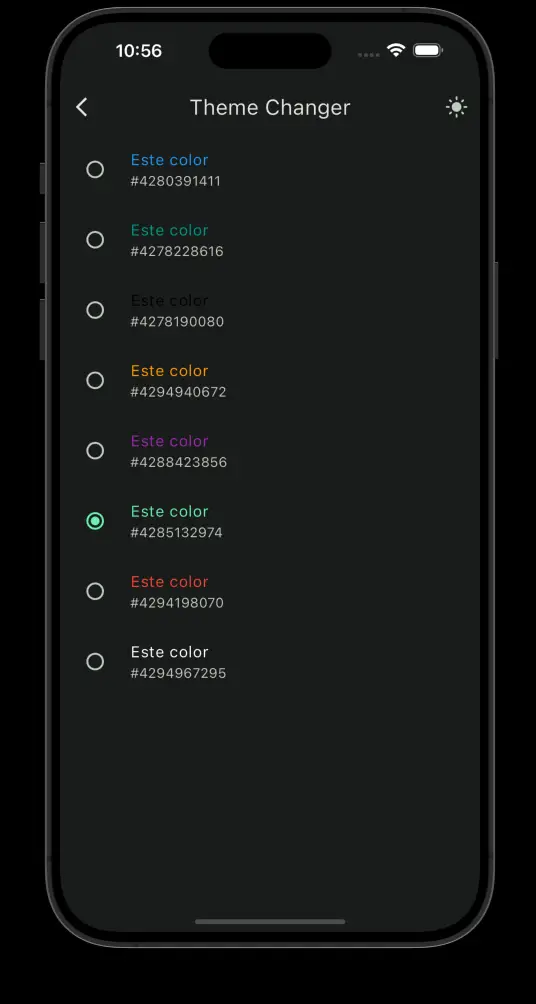 10:56
Theme Changer
Este color
#4280391411
Este color
#4278228616
Este color
#4278190080
Este color
#4294940672
Este color
#4288423856
Este color
#4285132974
Este color
#4294198070
Este color
#4294967295